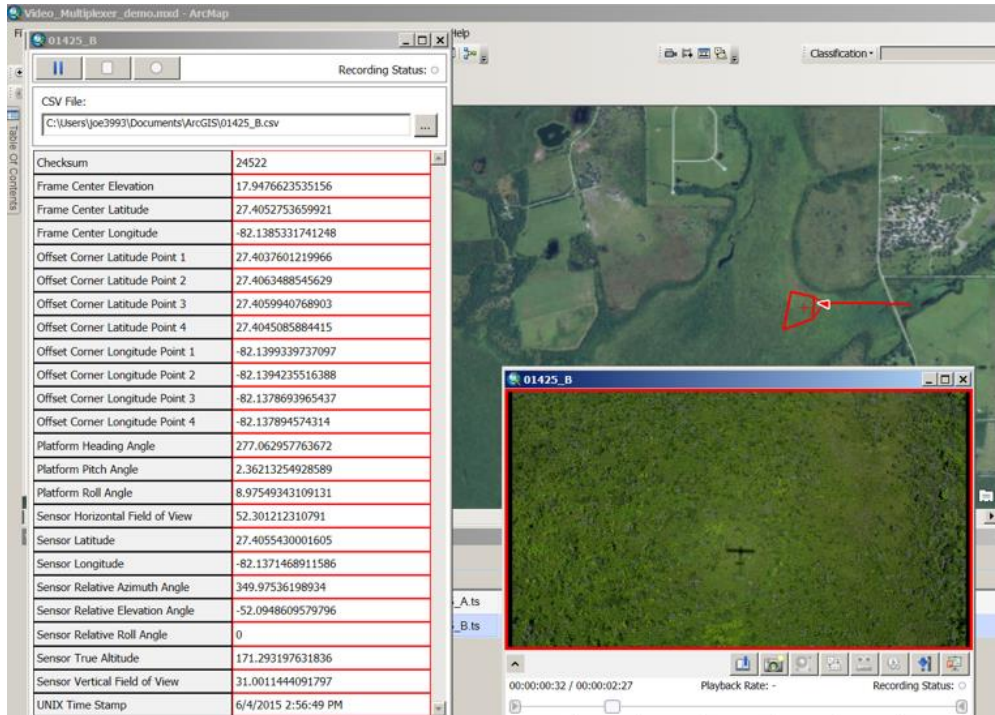 Video_Multiplexer_demo.mxd - ArcMap
Help
01425_B
Recording Status:
Classification
CSV File:
C:\Users\joe3993\Documents\ArcGIS\01425_B.csv
...
Table Of Contents
Checksum 24522
Frame Center Elevation 17.9476623535156
Frame Center Latitude 27.4052753659921
Frame Center Longitude -82.1385331741248
Offset Corner Latitude Point 1 27.4037601219966
Offset Corner Latitude Point 2 27.4063488545629
Offset Corner Latitude Point 3 27.4059940768903
Offset Corner Latitude Point 4 27.4045085884415
Offset Corner Longitude Point 1 -82.1399339737097
Offset Corner Longitude Point 2 -82.1394235516388
Offset Corner Longitude Point 3 -82.1378693965437
Offset Corner Longitude Point 4 -82.137894574314
Platform Heading Angle 277.062957763672
Platform Pitch Angle 2.36213254928589
Platform Roll Angle 8.97549343109131
Sensor Horizontal Field of View 52.301212310791
Sensor Latitude 27.4055430001605
Sensor Longitude -82.1371468911586
Sensor Relative Azimuth Angle 349.97536198934
Sensor Relative Elevation Angle -52.0948609579796
Sensor Relative Roll Angle 0
Sensor True Altitude 171.293197631836
Sensor Vertical Field of View 31.0011444091797
UNIX Time Stamp 6/4/2015 2:56:49 PM
01425_B
_A.ts
_B.ts
00:00:00:32 / 00:00:02:27 Playback Rate: - Recording Status: